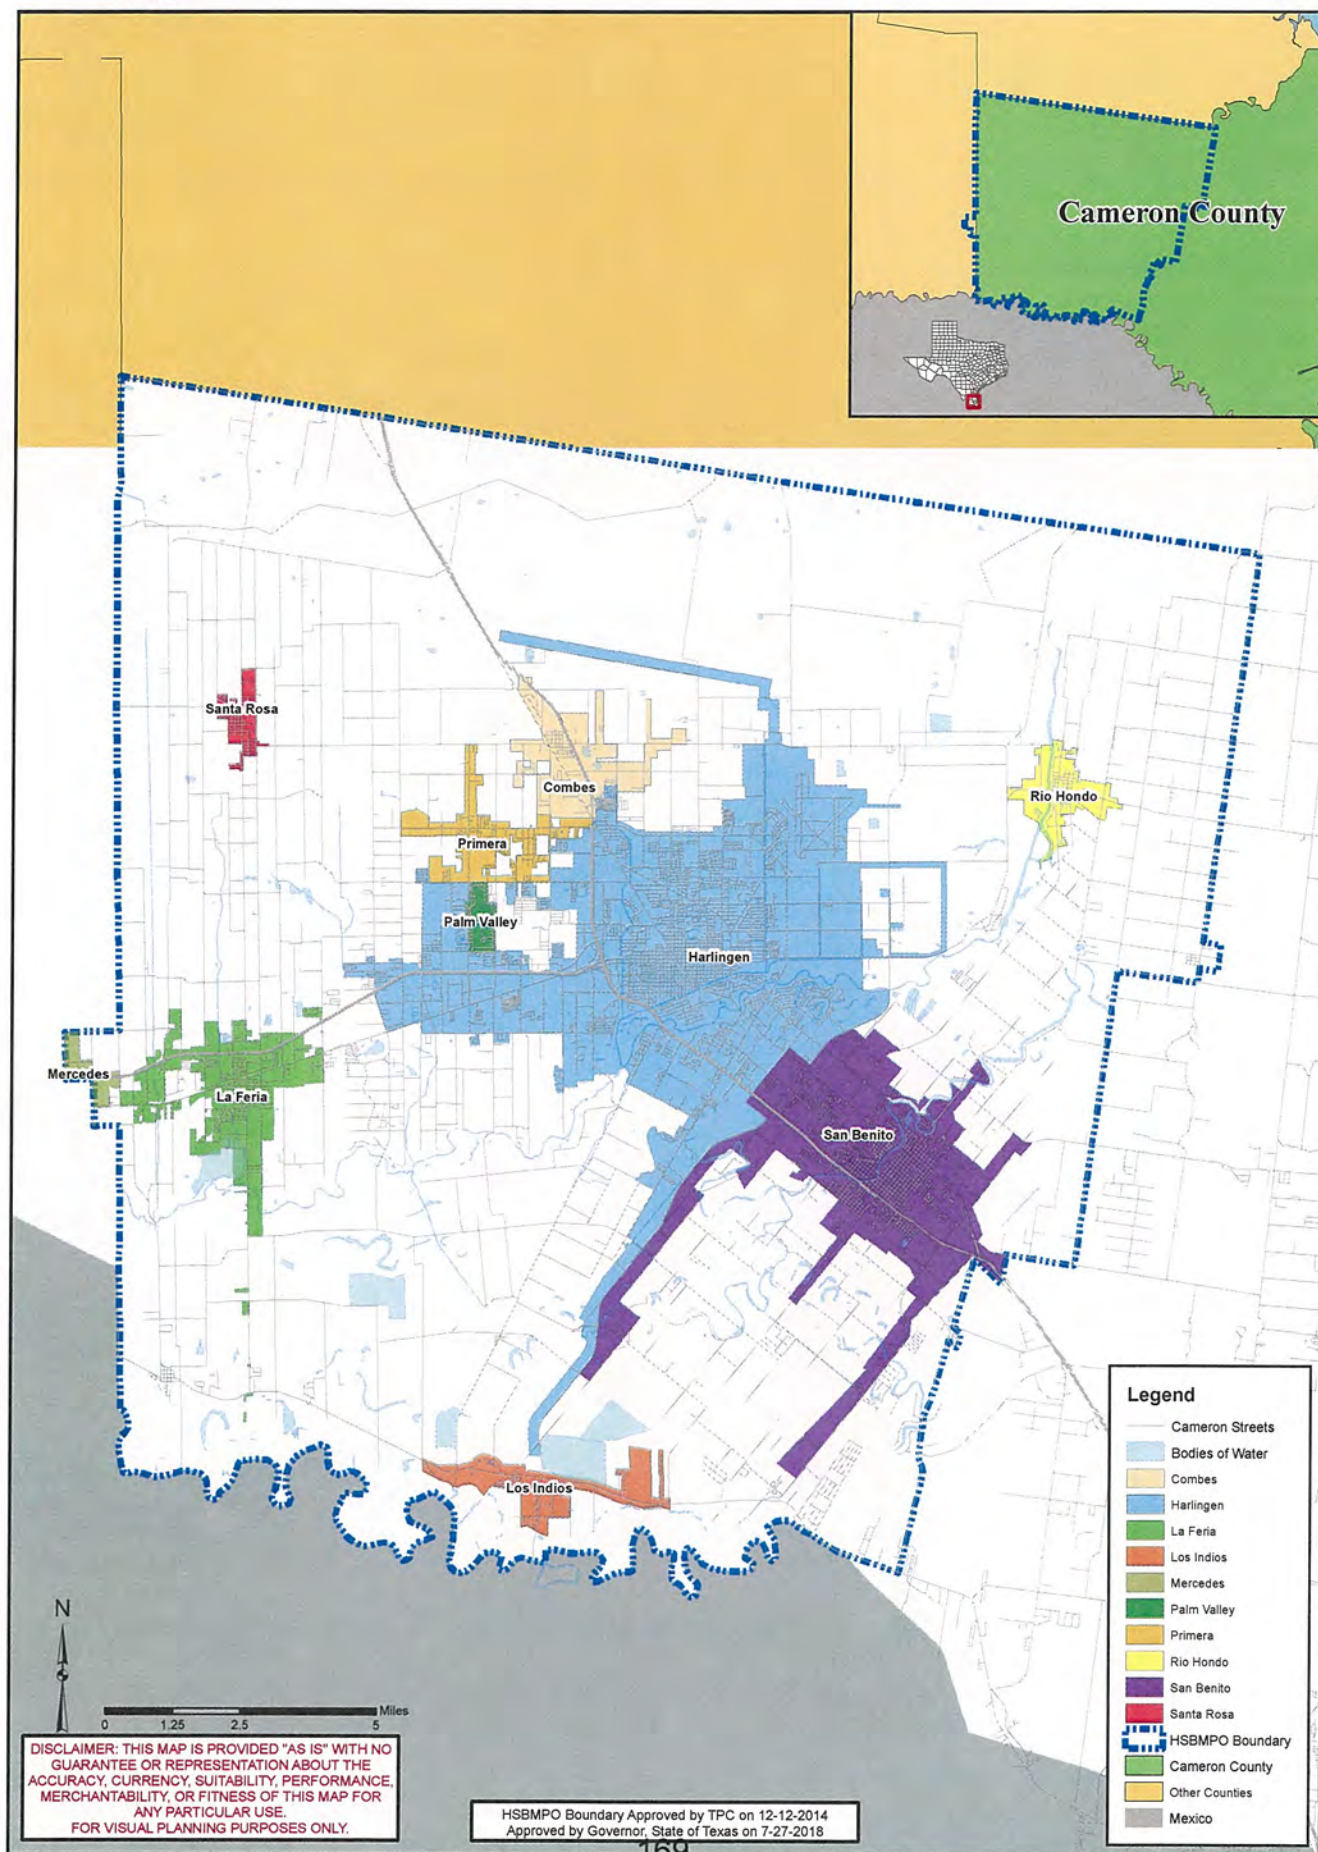 Cameron County
Santa Rosa
Combes
Rio Hondo
Primera
Palm Valley
Harlingen
Mercedes
La Feria
San Benito
Los Indios
Legend
Cameron Streets
Bodies of Water
Combes
Harlingen
La Feria
Los Indios
Mercedes
Palm Valley
Primera
Rio Hondo
San Benito
Santa Rosa
HSBMPO Boundary
Cameron County
Other Counties
Mexico
N
Miles
0 1.25 2.5 5
DISCLAIMER: THIS MAP IS PROVIDED "AS IS" WITH NO
GUARANTEE OR REPRESENTATION ABOUT THE
ACCURACY, CURRENCY, SUITABILITY, PERFORMANCE,
MERCHANTABILITY, OR FITNESS OF THIS MAP FOR
ANY PARTICULAR USE.
FOR VISUAL PLANNING PURPOSES ONLY.
HSBMPO Boundary Approved by TPC on 12-12-2014
Approved by Governor, State of Texas on 7-27-2018
169